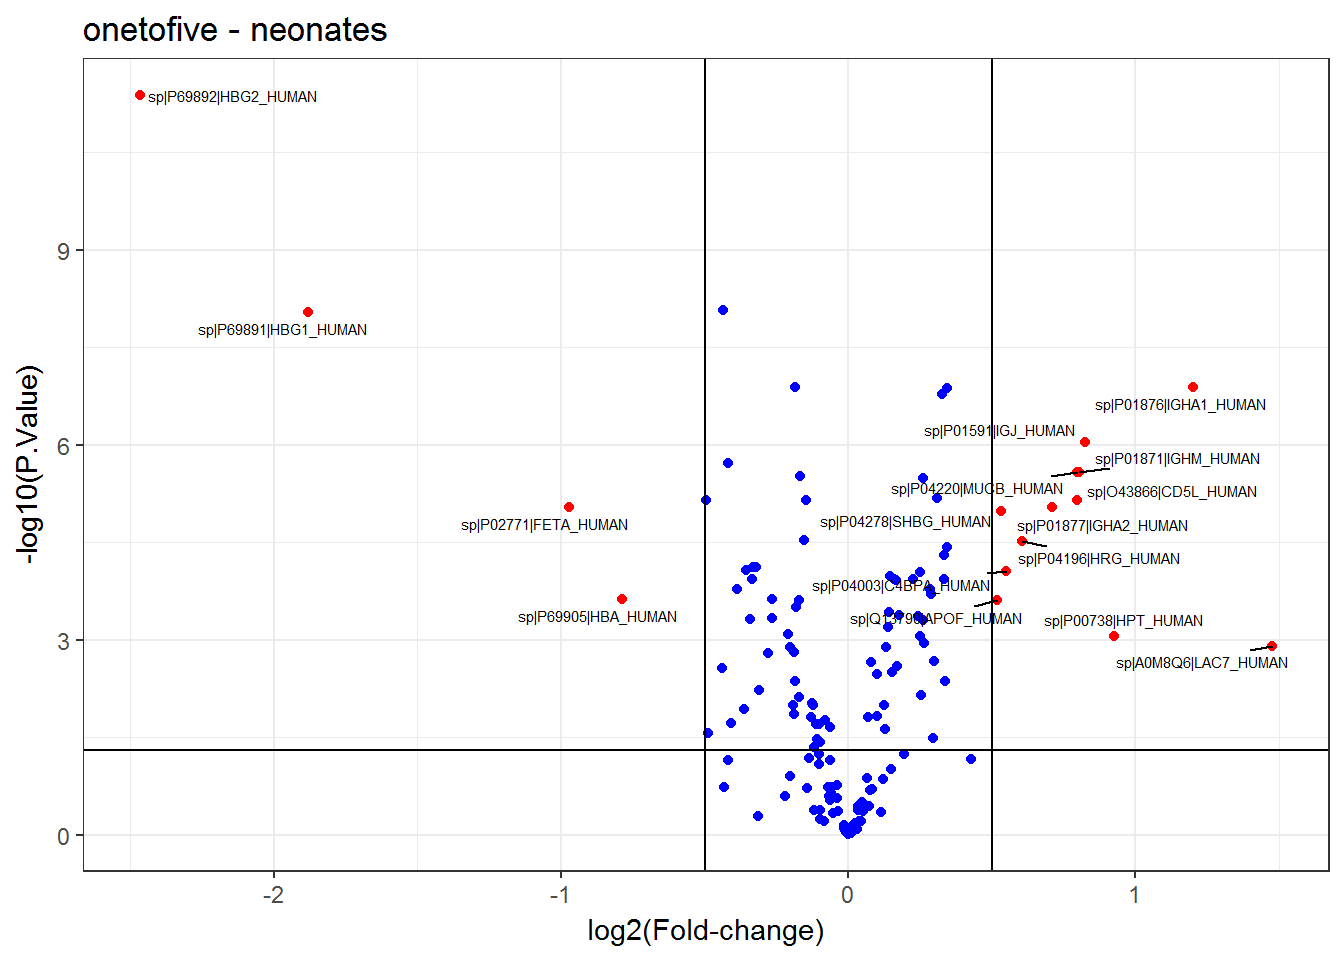 onetofive - neonates
sp|P69892|HBG2_HUMAN
9
sp|P69891|HBG1_HUMAN
sp|P01876|IGHA1_HUMAN
sp|P01591|IGJ_HUMAN
6
sp|P01871|IGHM_HUMAN
sp|P04220|MUCB_HUMAN
sp|O43866|CD5L_HUMAN
sp|P02771|FETA_HUMAN
sp|P04278|SHBG_HUMAN
sp|P01877|IGHA2_HUMAN
sp|P04196|HRG_HUMAN
sp|P04003|C4BPA_HUMAN
sp|P69905|HBA_HUMAN
sp|Q13790|APOF_HUMAN
sp|P00738|HPT_HUMAN
3
sp|A0M8Q6|LAC7_HUMAN
0
-log10(P.Value)
-2
-1
0
1
log2(Fold-change)